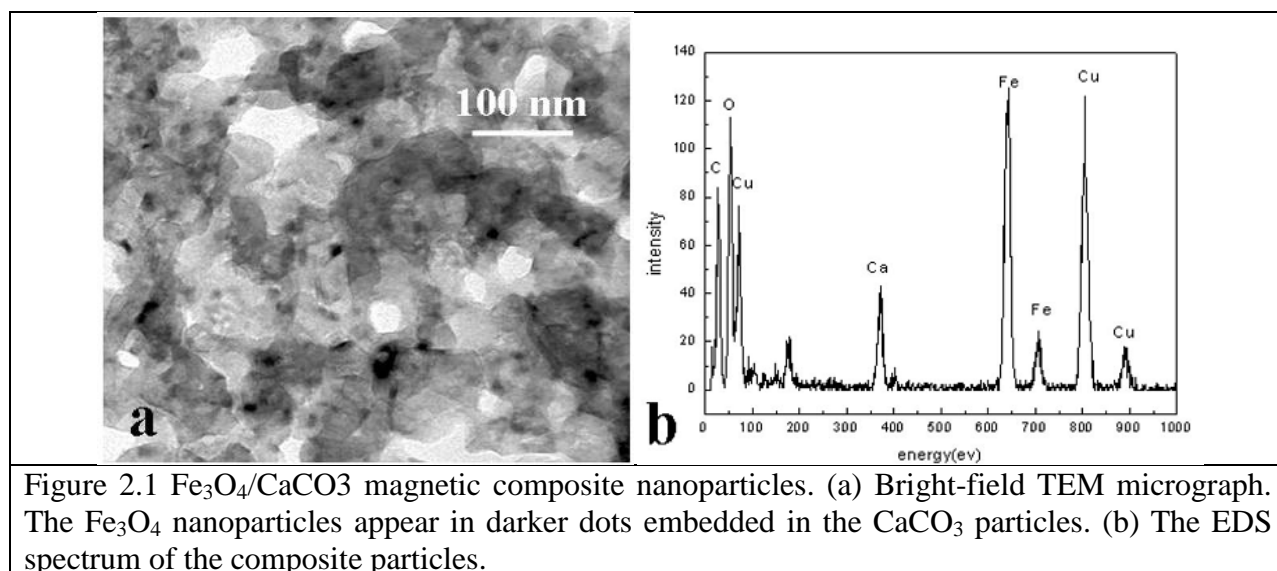 100 nm
a
140
120
100
80
60
40
20
0
intensity
C
O
Cu
Ca
Fe
Fe
Cu
Cu
0 100 200 300 400 500 600 700 800 900 1000
energy(ev)
b
Figure 2.1 Fe₃O₄/CaCO3 magnetic composite nanoparticles. (a) Bright-field TEM micrograph.
The Fe₃O₄ nanoparticles appear in darker dots embedded in the CaCO₃ particles. (b) The EDS
spectrum of the composite particles.